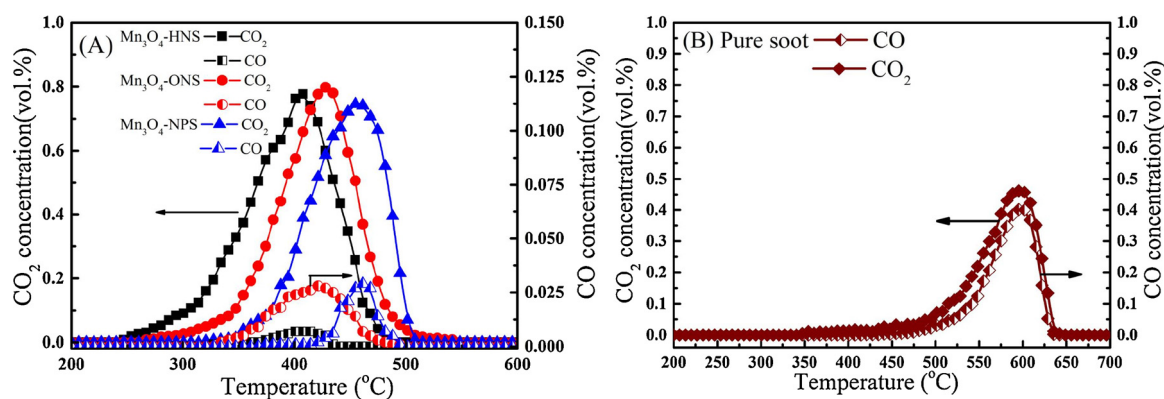 (A)
Mn₃O₄-HNS CO₂
CO
Mn₃O₄-ONS CO₂
CO
Mn₃O₄-NPS CO₂
CO
CO₂ concentration(vol.%)
1.0
0.8
0.6
0.4
0.2
0.0
CO concentration(vol.%)
0.150
0.125
0.100
0.075
0.050
0.025
0.000
200 300 400 500 600
Temperature (°C)
(B) Pure soot CO
CO₂
CO₂ concentration(vol.%)
1.0
0.9
0.8
0.7
0.6
0.5
0.4
0.3
0.2
0.1
0.0
CO concentration(vol.%)
1.0
0.9
0.8
0.7
0.6
0.5
0.4
0.3
0.2
0.1
0.0
200 250 300 350 400 450 500 550 600 650 700
Temperature (°C)